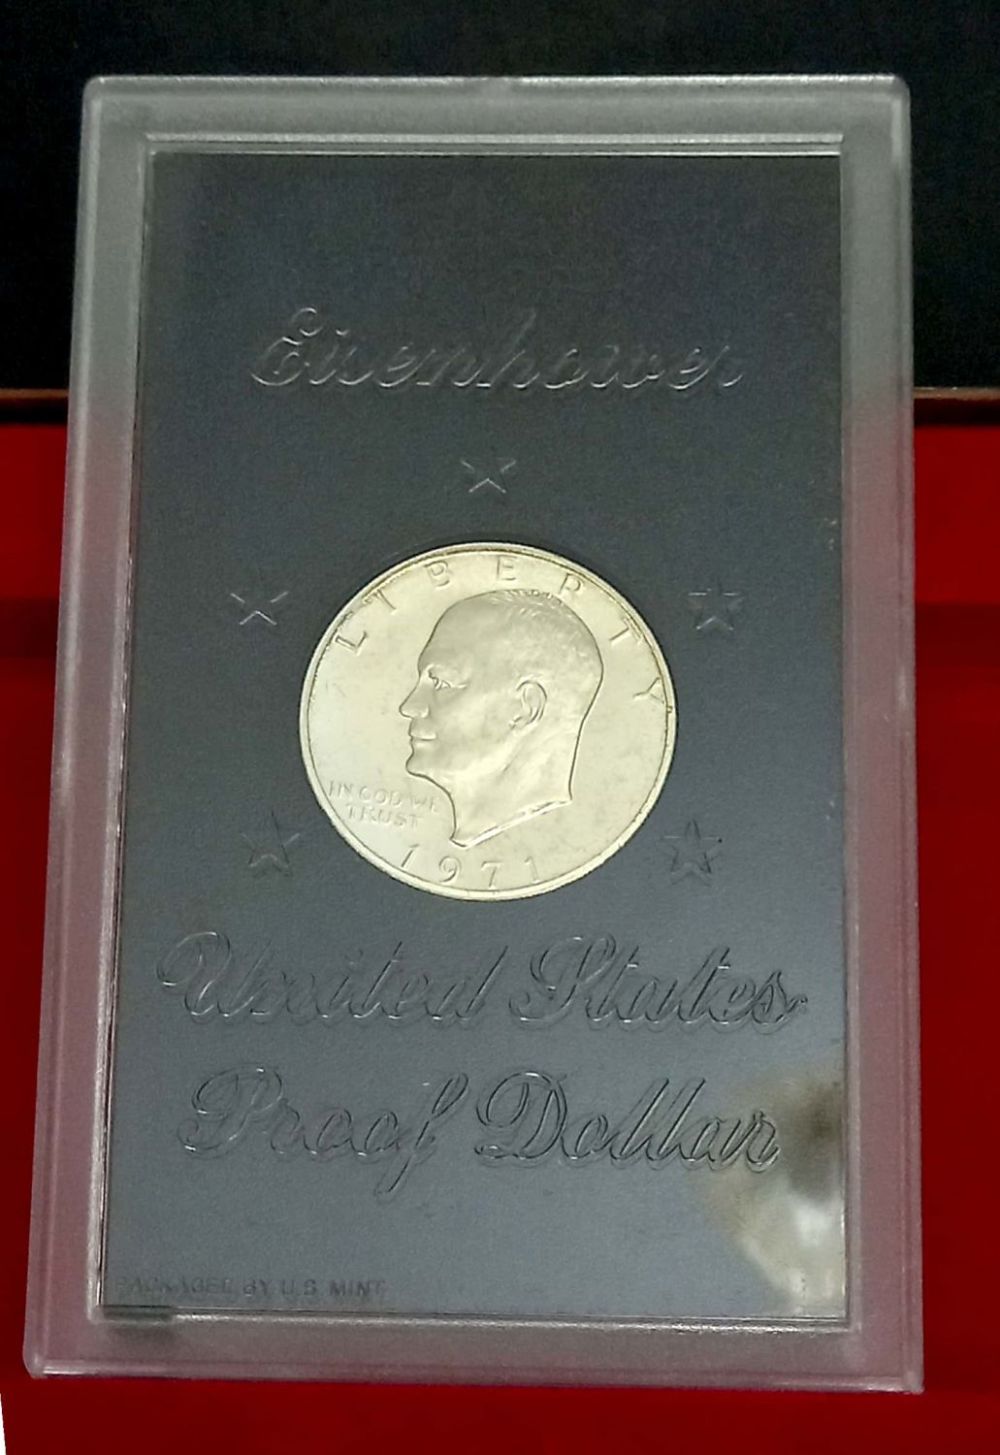 Eisenhower
LIBERTY
IN GOD WE
TRUST
1971
United States
Proof Dollar
PACKAGED BY U.S. MINT